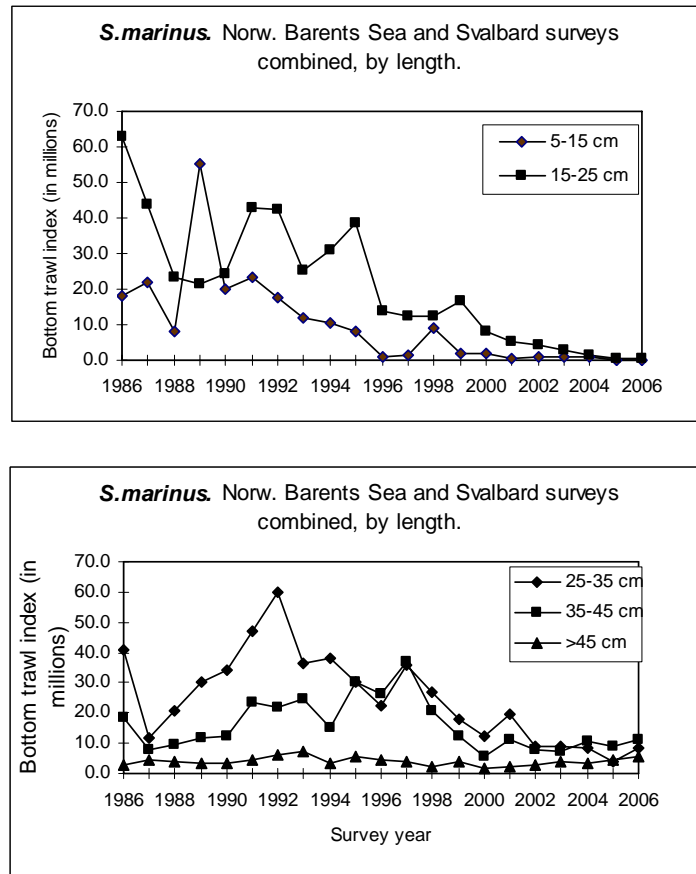 S.marinus. Norw. Barents Sea and Svalbard surveys
combined, by length.
Bottom trawl index (in millions)
70.0
60.0
50.0
40.0
30.0
20.0
10.0
0.0
5-15 cm
15-25 cm
1986 1988 1990 1992 1994 1996 1998 2000 2002 2004 2006
S.marinus. Norw. Barents Sea and Svalbard surveys
combined, by length.
Bottom trawl index (in
millions)
70.0
60.0
50.0
40.0
30.0
20.0
10.0
0.0
25-35 cm
35-45 cm
>45 cm
1986 1988 1990 1992 1994 1996 1998 2000 2002 2004 2006
Survey year